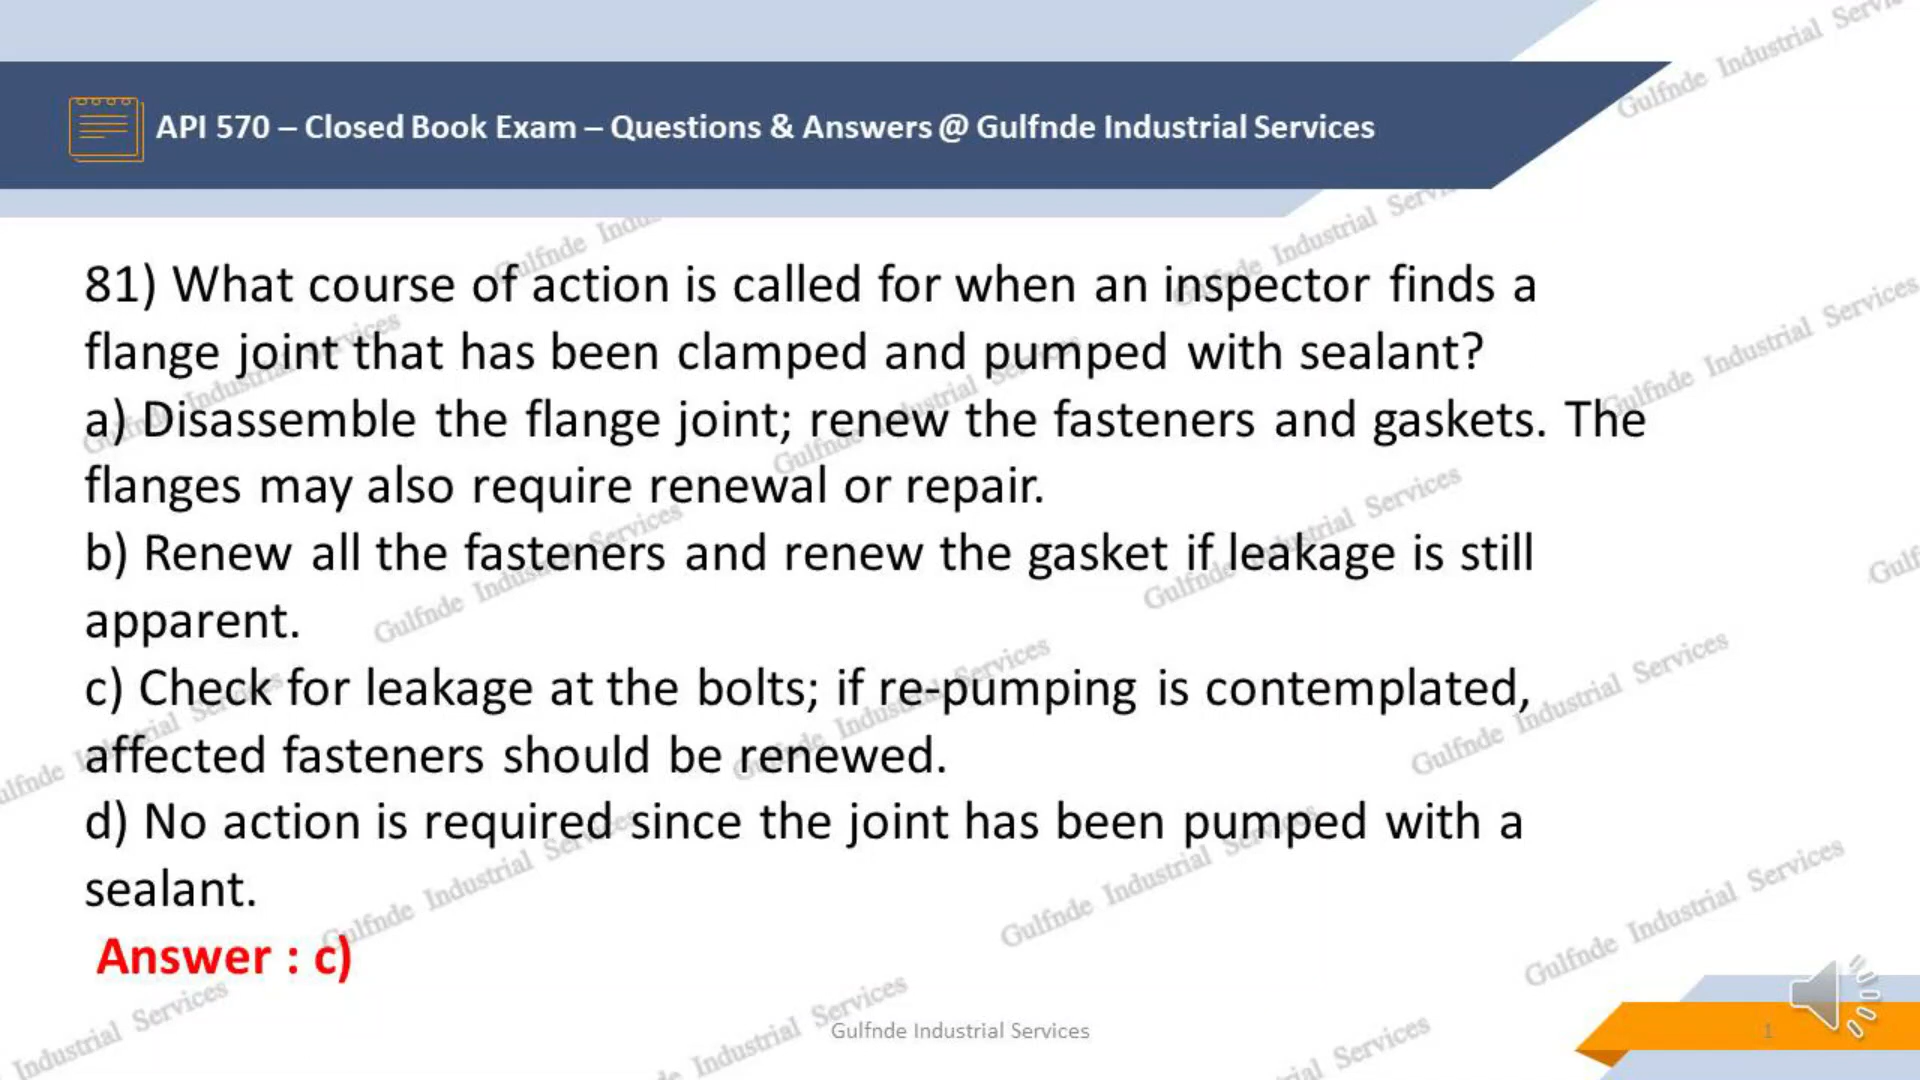 API 570 – Closed Book Exam – Questions & Answers @ Gulfnde Industrial Services
81) What course of action is called for when an inspector finds a
flange joint that has been clamped and pumped with sealant?
a) Disassemble the flange joint; renew the fasteners and gaskets. The
flanges may also require renewal or repair.
b) Renew all the fasteners and renew the gasket if leakage is still
apparent.
c) Check for leakage at the bolts; if re-pumping is contemplated,
affected fasteners should be renewed.
d) No action is required since the joint has been pumped with a
sealant.
Answer : c)
Gulfnde Industrial Services
1